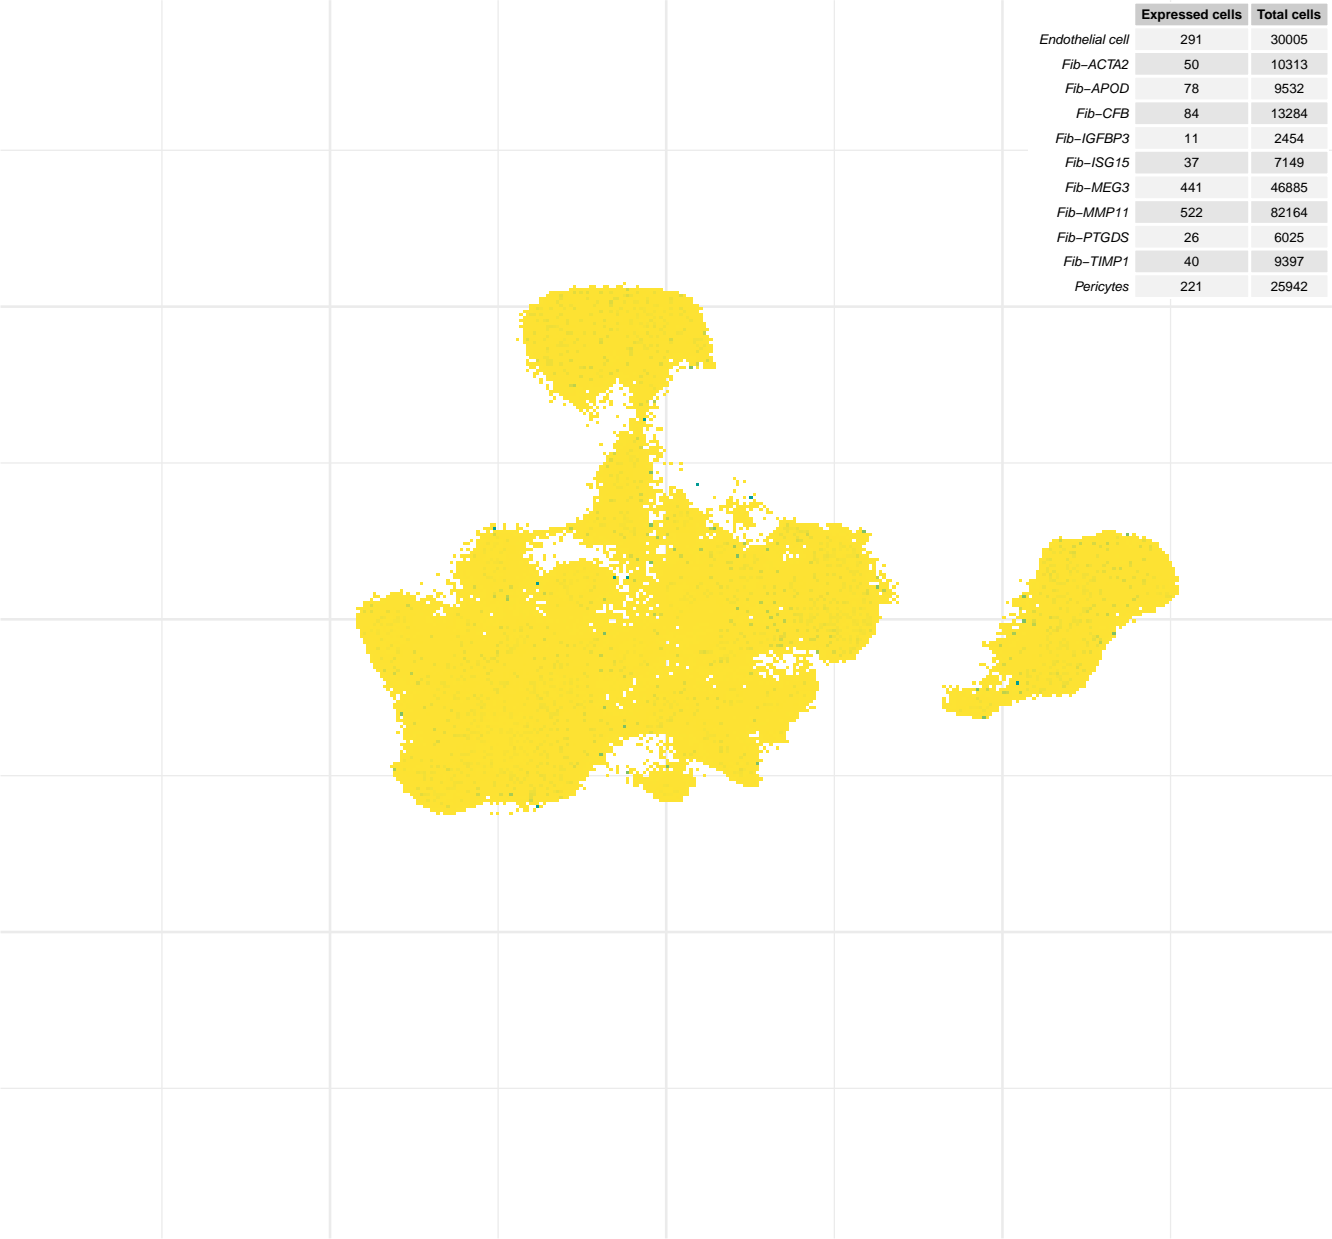 Expressed cells Total cells
Endothelial cell 291 30005
Fib−ACTA2 50 10313
Fib−APOD 78 9532
Fib−CFB 84 13284
Fib−IGFBP3 11 2454
Fib−ISG15 37 7149
Fib−MEG3 441 46885
Fib−MMP11 522 82164
Fib−PTGDS 26 6025
Fib−TIMP1 40 9397
Pericytes 221 25942